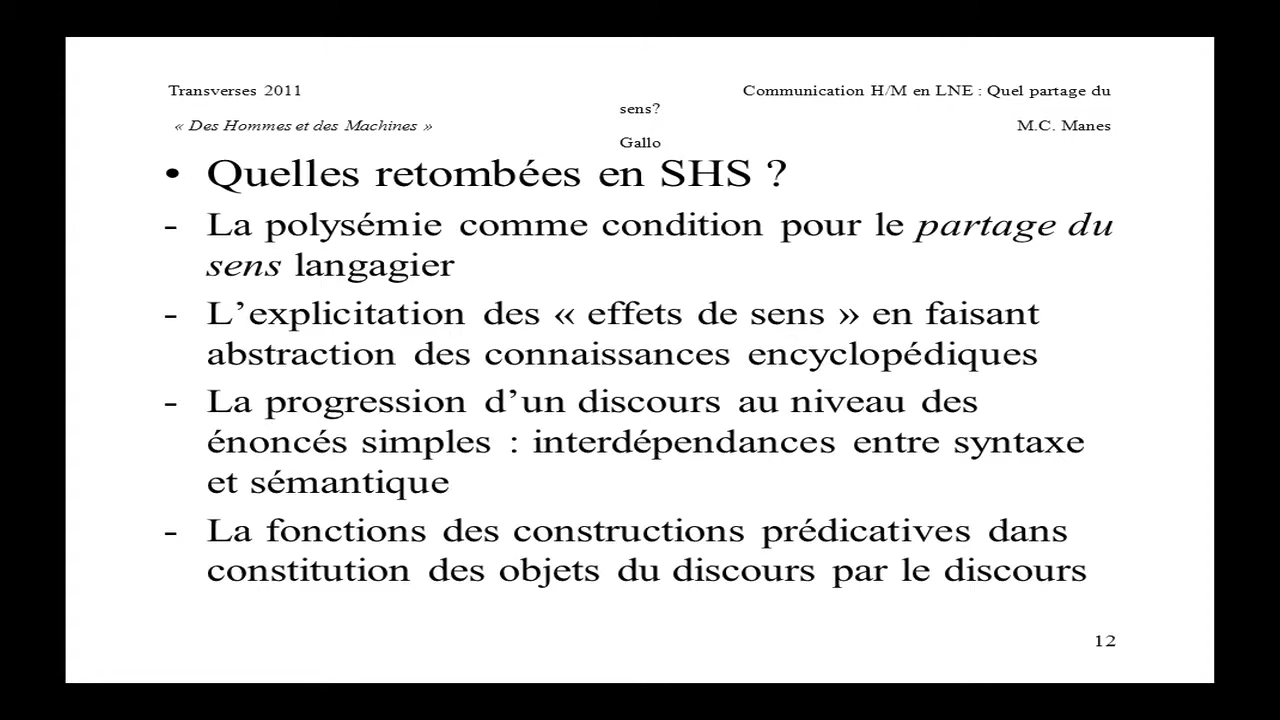 Transverses 2011 Communication H/M en LNE : Quel partage du
sens?
« Des Hommes et des Machines » M.C. Manes
Gallo
• Quelles retombées en SHS ?
- La polysémie comme condition pour le partage du
sens langagier
- L’explicitation des « effets de sens » en faisant
abstraction des connaissances encyclopédiques
- La progression d’un discours au niveau des
énoncés simples : interdépendances entre syntaxe
et sémantique
- La fonctions des constructions prédicatives dans
constitution des objets du discours par le discours
12